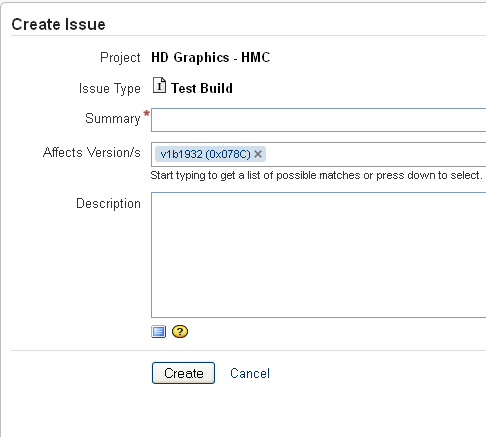 Create Issue
Project HD Graphics - HMC
Issue Type Test Build
Summary *
Affects Version/s v1b1932 (0x078C) ×
Start typing to get a list of possible matches or press down to select.
Description
?
Create Cancel